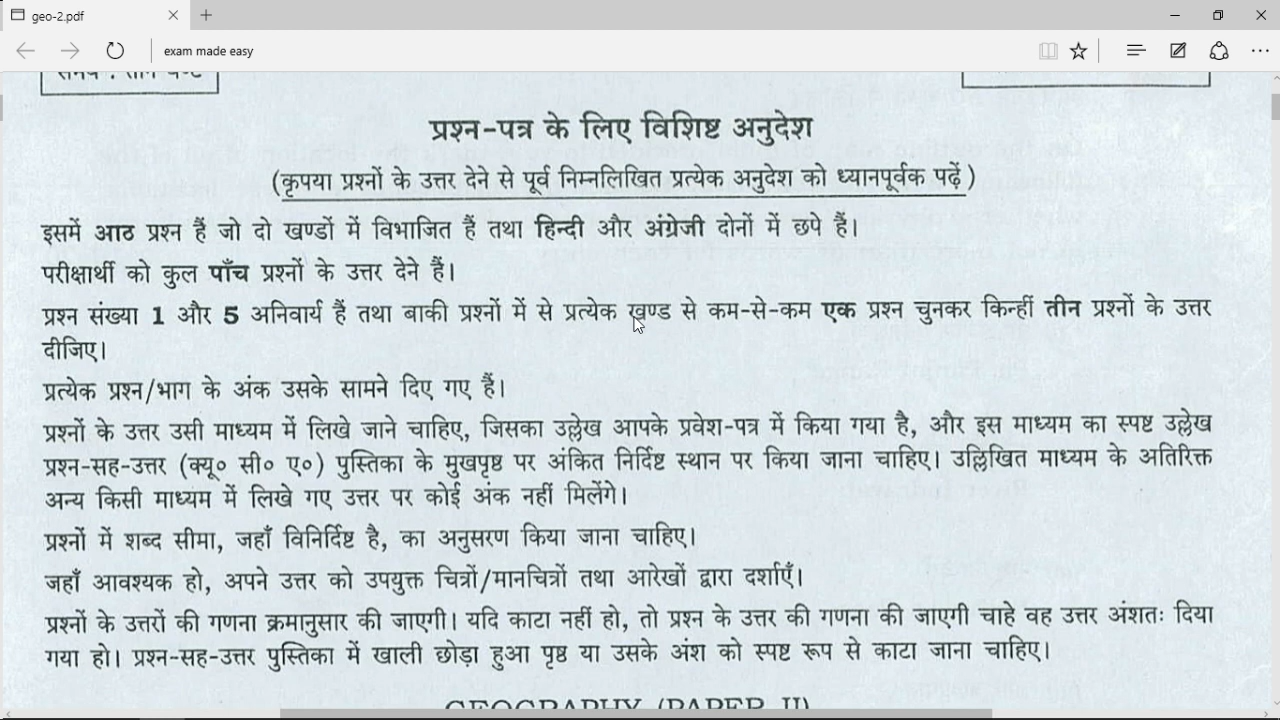 geo-2.pdf
exam made easy
समय : तीन घण्टे
प्रश्न-पत्र के लिए विशिष्ट अनुदेश
(कृपया प्रश्नों के उत्तर देने से पूर्व निम्नलिखित प्रत्येक अनुदेश को ध्यानपूर्वक पढ़ें)
इसमें आठ प्रश्न हैं जो दो खण्डों में विभाजित हैं तथा हिन्दी और अंग्रेजी दोनों में छपे हैं।
परीक्षार्थी को कुल पाँच प्रश्नों के उत्तर देने हैं।
प्रश्न संख्या 1 और 5 अनिवार्य हैं तथा बाकी प्रश्नों में से प्रत्येक खण्ड से कम-से-कम एक प्रश्न चुनकर किन्हीं तीन प्रश्नों के उत्तर
दीजिए।
प्रत्येक प्रश्न/भाग के अंक उसके सामने दिए गए हैं।
प्रश्नों के उत्तर उसी माध्यम में लिखे जाने चाहिए, जिसका उल्लेख आपके प्रवेश-पत्र में किया गया है, और इस माध्यम का स्पष्ट उल्लेख
प्रश्न-सह-उत्तर (क्यू० सी० ए०) पुस्तिका के मुखपृष्ठ पर अंकित निर्दिष्ट स्थान पर किया जाना चाहिए। उल्लिखित माध्यम के अतिरिक्त
अन्य किसी माध्यम में लिखे गए उत्तर पर कोई अंक नहीं मिलेंगे।
प्रश्नों में शब्द सीमा, जहाँ विनिर्दिष्ट है, का अनुसरण किया जाना चाहिए।
जहाँ आवश्यक हो, अपने उत्तर को उपयुक्त चित्रों/मानचित्रों तथा आरेखों द्वारा दर्शाएँ।
प्रश्नों के उत्तरों की गणना क्रमानुसार की जाएगी। यदि काटा नहीं हो, तो प्रश्न के उत्तर की गणना की जाएगी चाहे वह उत्तर अंशतः दिया
गया हो। प्रश्न-सह-उत्तर पुस्तिका में खाली छोड़ा हुआ पृष्ठ या उसके अंश को स्पष्ट रूप से काटा जाना चाहिए।
GEOGRAPHY (PAPER II)